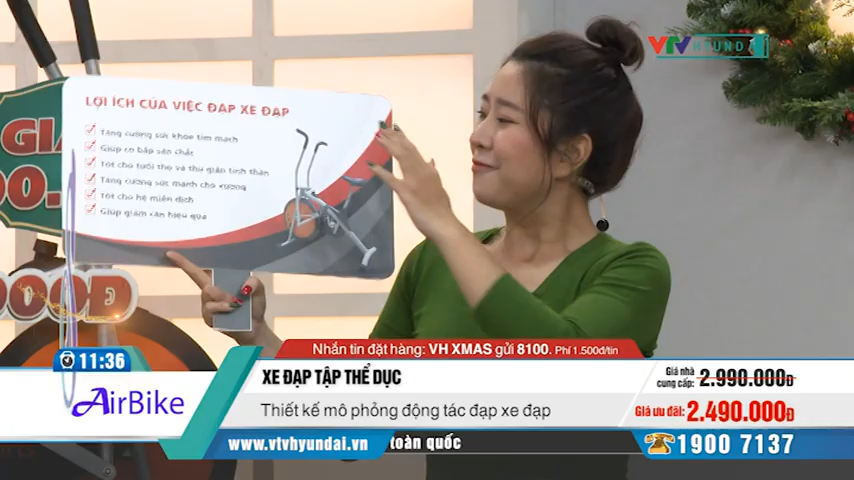 VTV HYUNDAI
GIÁ
00.
000Đ
LỢI ÍCH CỦA VIỆC ĐẠP XE ĐẠP
Tăng cường sức khỏe tim mạch
Giúp cơ bắp săn chắc
Tốt cho tuổi thọ và thư giãn tinh thần
Tăng cường sức mạnh cho xương
Tốt cho hệ miễn dịch
Giúp giảm cân hiệu quả
Nhắn tin đặt hàng: VH XMAS gửi 8100. Phí 1.500đ/tin
11:36
AirBike
XE ĐẠP TẬP THỂ DỤC
Thiết kế mô phỏng động tác đạp xe đạp
Giá nhà cung cấp: 2.990.000Đ
Giá ưu đãi: 2.490.000Đ
www.vtvhyundai.vn
toàn quốc
1900 7137